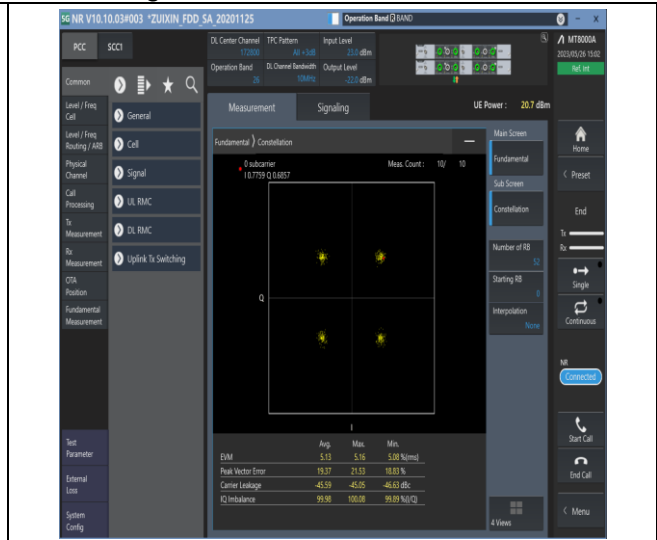 5G NR V10.10.03#003 *ZUIXIN_FDD_SA_20201125
Operation Band BAND
PCC
SCC1
DL Center Channel
172800
TPC Pattern
All +3dB
Input Level
23.0 dBm
Operation Band
26
DL Channel Bandwidth
10MHz
Output Level
-22.0 dBm
MT8000A
2023/05/26 15:02
Ref. Int
Common
Level / Freq
Cell
Level / Freq
Routing / ARB
Physical
Channel
Call
Processing
Tx
Measurement
Rx
Measurement
OTA
Position
Fundamental
Measurement
Test
Parameter
External
Loss
System
Config
General
Cell
Signal
UL RMC
DL RMC
Uplink Tx Switching
Measurement
Signaling
UE Power : 20.7 dBm
Fundamental 〉 Constellation
0 subcarrier
I 0.7759 Q 0.6857
Meas. Count : 10/ 10
Q
I
Avg. Max. Min.
EVM 5.13 5.16 5.08 %(rms)
Peak Vector Error 19.37 21.53 18.83 %
Carrier Leakage -45.59 -45.05 -46.63 dBc
IQ Imbalance 99.98 100.08 99.89 %(I/Q)
Main Screen
Fundamental
Sub Screen
Constellation
Number of RB
52
Starting RB
0
Interpolation
None
4 Views
Home
Preset
End
Tx
Rx
Single
Continuous
NR
Connected
Start Call
End Call
Menu